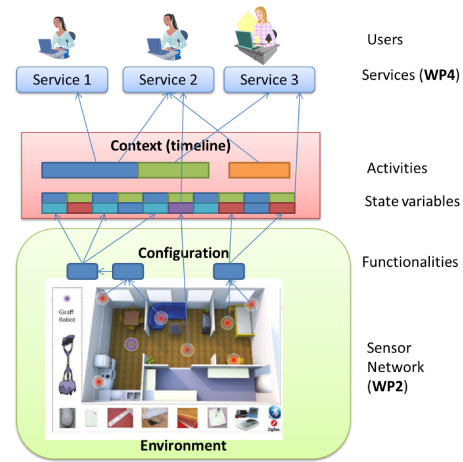 Users
Service 1
Service 2
Service 3
Services (WP4)
Context (timeline)
Activities
State variables
Configuration
Functionalities
Giraff
Robot
Sensor
Network
(WP2)
ZigBee
Environment